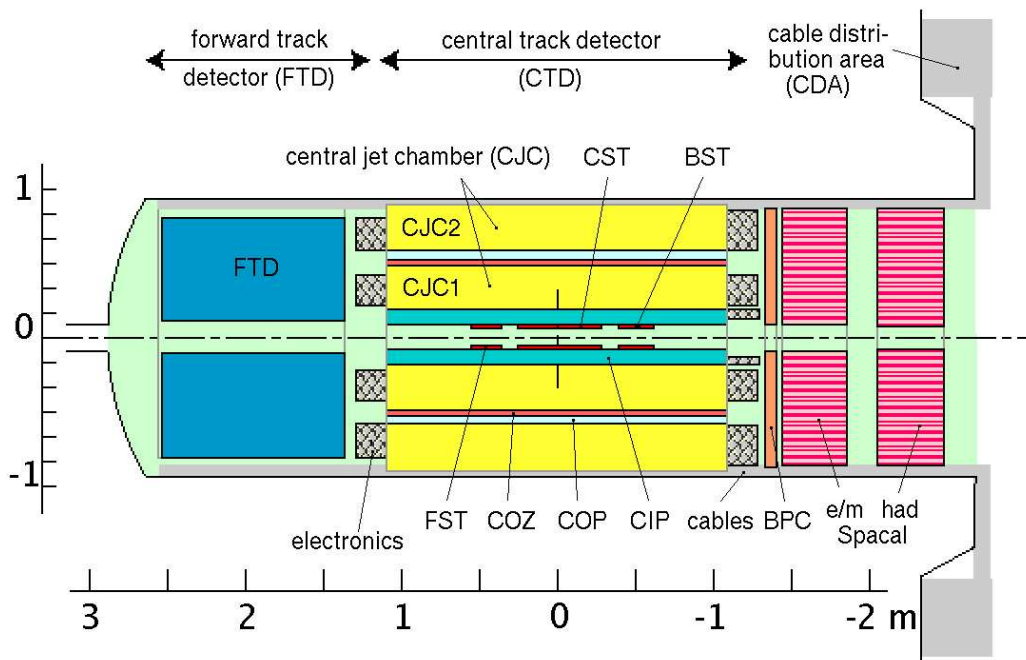 forward track
detector (FTD)
central track detector
(CTD)
cable distri-
bution area
(CDA)
central jet chamber (CJC)
CST
BST
1
0
-1
CJC2
FTD
CJC1
electronics
FST
COZ
COP
CIP
cables
BPC
e/m
had
Spacal
3
2
1
0
-1
-2
m